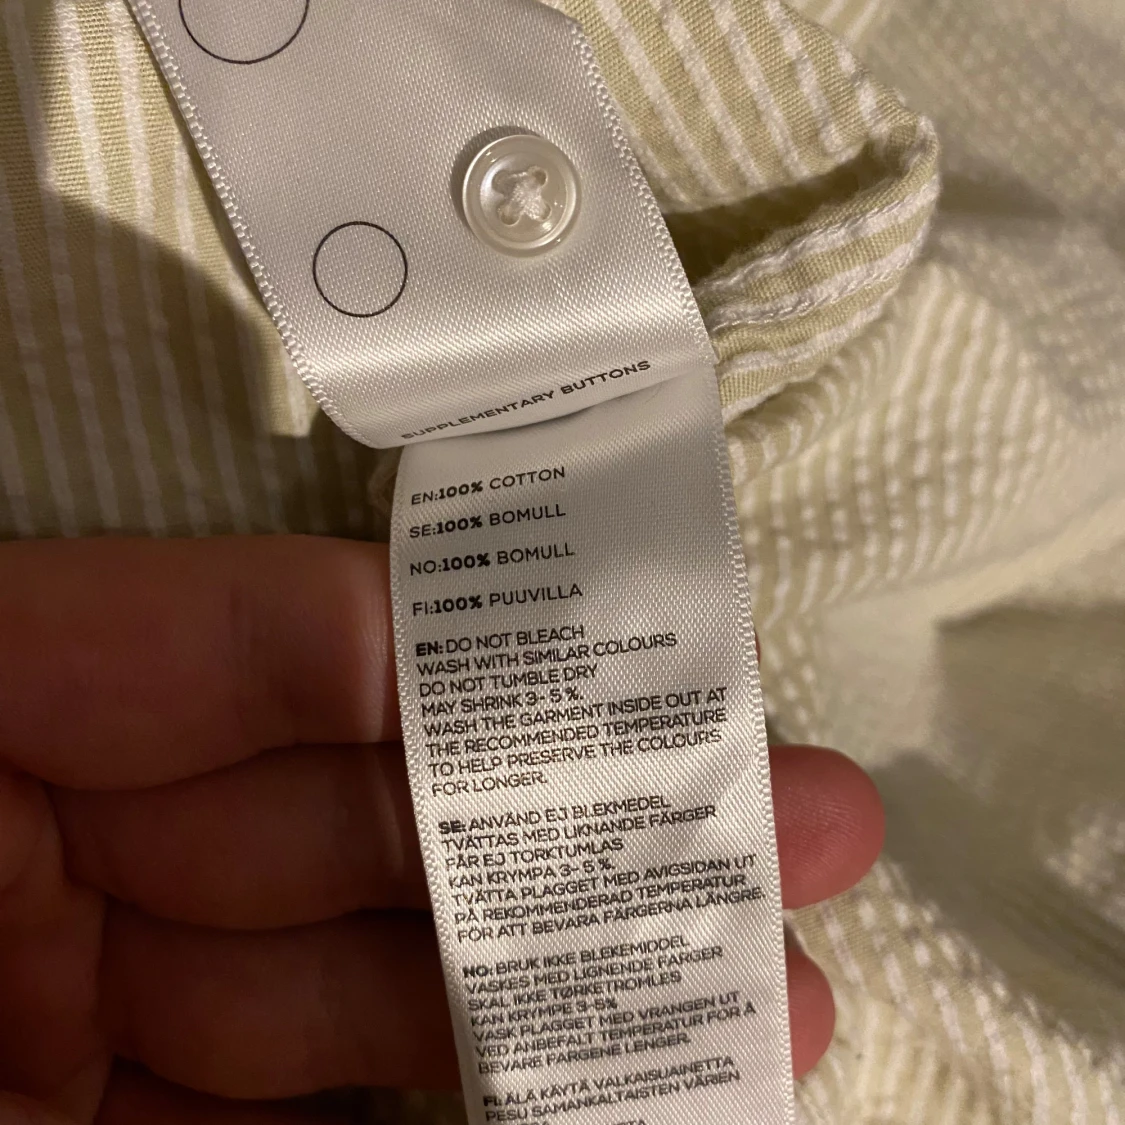 SUPPLEMENTARY BUTTONS
EN:100% COTTON
SE:100% BOMULL
NO:100% BOMULL
FI:100% PUUVILLA
EN: DO NOT BLEACH
WASH WITH SIMILAR COLOURS
DO NOT TUMBLE DRY
MAY SHRINK 3- 5 %.
WASH THE GARMENT INSIDE OUT AT
THE RECOMMENDED TEMPERATURE
TO HELP PRESERVE THE COLOURS
FOR LONGER.
SE: ANVÄND EJ BLEKMEDEL
TVÄTTAS MED LIKNANDE FÄRGER
FÅR EJ TORKTUMLAS
KAN KRYMPA 3- 5 %.
TVÄTTA PLAGGET MED AVIGSIDAN UT
PÅ REKOMMENDERAD TEMPERATUR
FÖR ATT BEVARA FÄRGERNA LÄNGRE
NO: BRUK IKKE BLEKEMIDDEL
VASKES MED LIGNENDE FARGER
SKAL IKKE TØRKETROMLES
KAN KRYMPE 3-5%
VASK PLAGGET MED VRANGEN UT
VED ANBEFALT TEMPERATUR FOR Å
BEVARE FARGENE LENGER.
FI: ÄLÄ KÄYTÄ VALKAISUAINETTA
PESU SAMANKALTAISTEN VÄRIEN